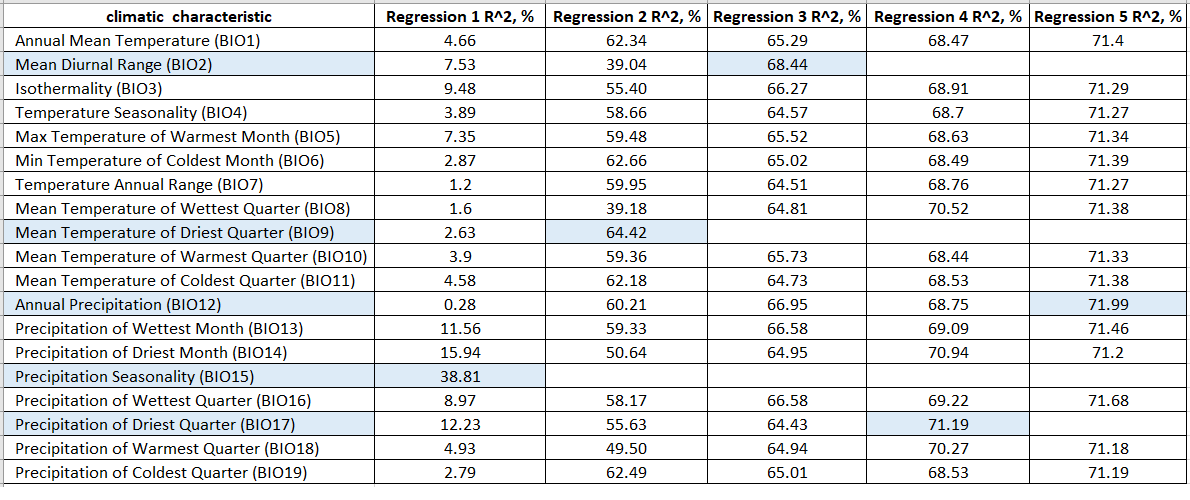 climatic characteristic Regression 1 R^2, % Regression 2 R^2, % Regression 3 R^2, % Regression 4 R^2, % Regression 5 R^2, %
Annual Mean Temperature (BIO1) 4.66 62.34 65.29 68.47 71.4
Mean Diurnal Range (BIO2) 7.53 39.04 68.44
Isothermality (BIO3) 9.48 55.40 66.27 68.91 71.29
Temperature Seasonality (BIO4) 3.89 58.66 64.57 68.7 71.27
Max Temperature of Warmest Month (BIO5) 7.35 59.48 65.52 68.63 71.34
Min Temperature of Coldest Month (BIO6) 2.87 62.66 65.02 68.49 71.39
Temperature Annual Range (BIO7) 1.2 59.95 64.51 68.76 71.27
Mean Temperature of Wettest Quarter (BIO8) 1.6 39.18 64.81 70.52 71.38
Mean Temperature of Driest Quarter (BIO9) 2.63 64.42
Mean Temperature of Warmest Quarter (BIO10) 3.9 59.36 65.73 68.44 71.33
Mean Temperature of Coldest Quarter (BIO11) 4.58 62.18 64.73 68.53 71.38
Annual Precipitation (BIO12) 0.28 60.21 66.95 68.75 71.99
Precipitation of Wettest Month (BIO13) 11.56 59.33 66.58 69.09 71.46
Precipitation of Driest Month (BIO14) 15.94 50.64 64.95 70.94 71.2
Precipitation Seasonality (BIO15) 38.81
Precipitation of Wettest Quarter (BIO16) 8.97 58.17 66.58 69.22 71.68
Precipitation of Driest Quarter (BIO17) 12.23 55.63 64.43 71.19
Precipitation of Warmest Quarter (BIO18) 4.93 49.50 64.94 70.27 71.18
Precipitation of Coldest Quarter (BIO19) 2.79 62.49 65.01 68.53 71.19